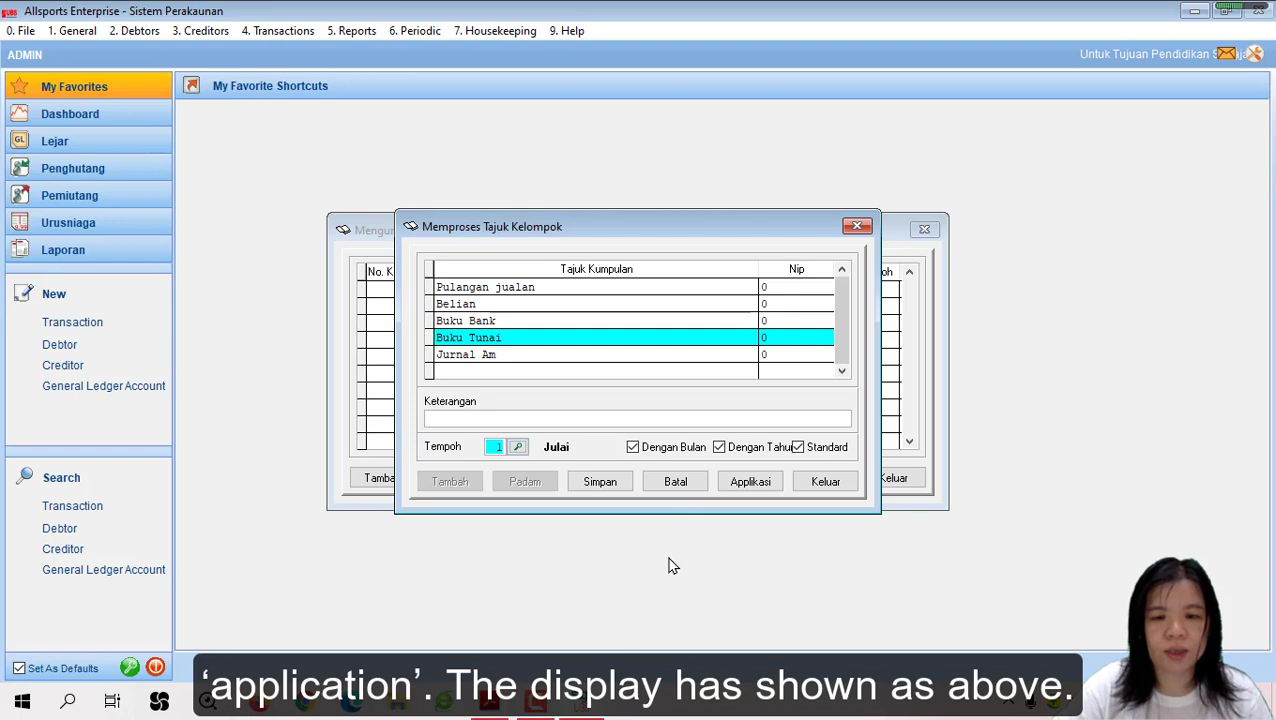 Allsports Enterprise - Sistem Perakaunan
0. File 1. General 2. Debtors 3. Creditors 4. Transactions 5. Reports 6. Periodic 7. Housekeeping 9. Help
ADMIN
Untuk Tujuan Pendidikan
My Favorites
My Favorite Shortcuts
Dashboard
GL Lejar
Penghutang
Pemiutang
Urusniaga
Laporan
New
Transaction
Debtor
Creditor
General Ledger Account
Search
Transaction
Debtor
Creditor
General Ledger Account
Set As Defaults
No. K
Tamba
Keluar
Memproses Tajuk Kelompok
Tajuk Kumpulan Nip
Pulangan jualan 0
Belian 0
Buku Bank 0
Buku Tunai 0
Jurnal Am 0
Keterangan
Tempoh 1 Julai Dengan Bulan Dengan Tahu Standard
Tambah Padam Simpan Batal Applikasi Keluar
‘application’. The display has shown as above.